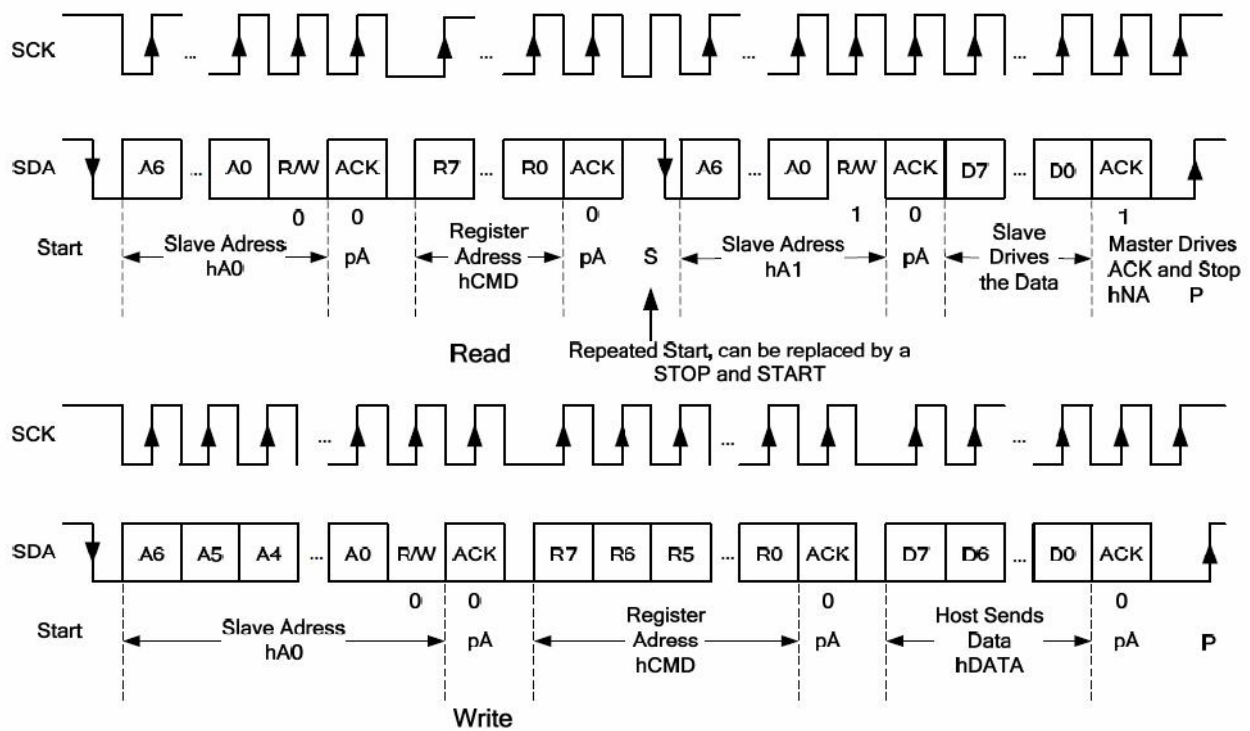 SCK ... ... ... ...
SDA A6 ... A0 R/W ACK R7 ... R0 ACK A6 ... A0 R/W ACK D7 ... D0 ACK
0 0 0 1 0 1
Start Slave Adress hA0 pA Register Adress hCMD pA S Slave Adress hA1 pA Slave Drives the Data Master Drives ACK and Stop hNA P
Read
Repeated Start, can be replaced by a
STOP and START
SCK ... ... ...
SDA A6 A5 A4 ... A0 R/W ACK R7 R6 R5 ... R0 ACK D7 D6 ... D0 ACK
0 0 0 0
Start Slave Adress hA0 pA Register Adress hCMD pA Host Sends Data hDATA pA P
Write